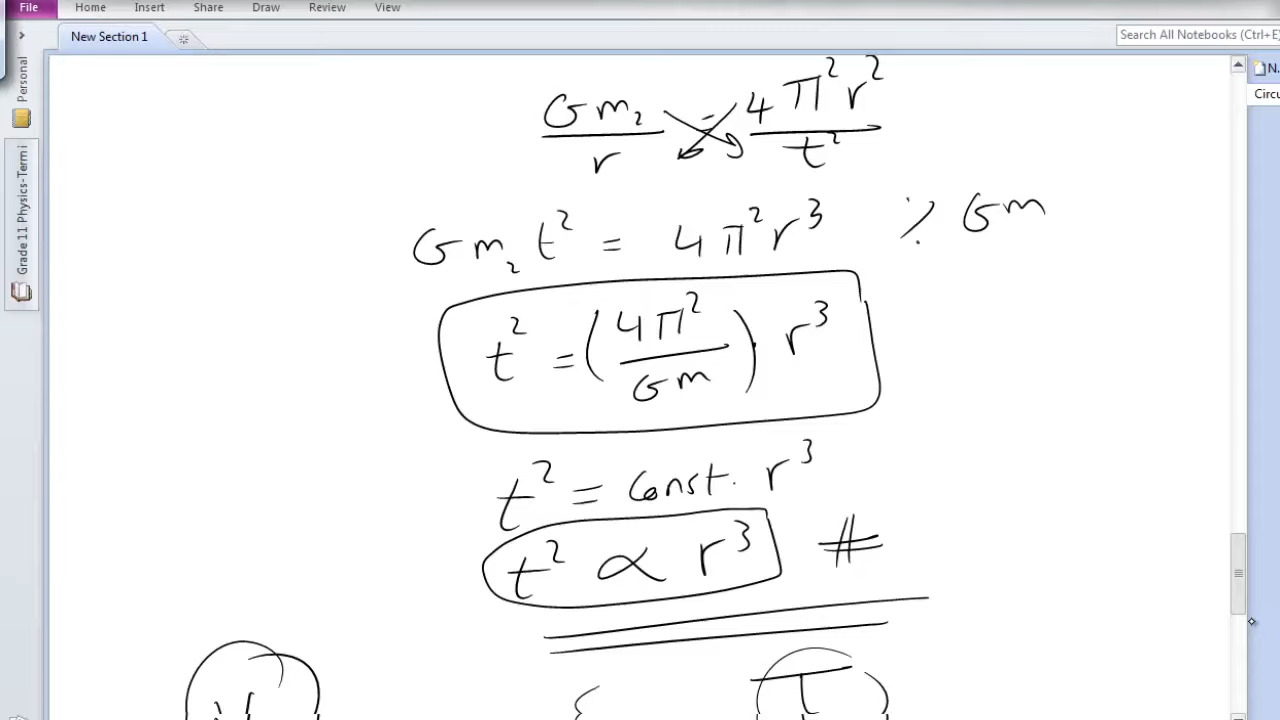 File Home Insert Share Draw Review View
New Section 1
Search All Notebooks (Ctrl+E)
Personal
Grade 11 Physics-Termi
N.
Circu
Gm₂/r = 4π²r²/t²
Gm₂t² = 4π²r³ ٪ Gm
t² = (4π²/Gm) · r³
t² = const. r³
t² ∝ r³ #
T